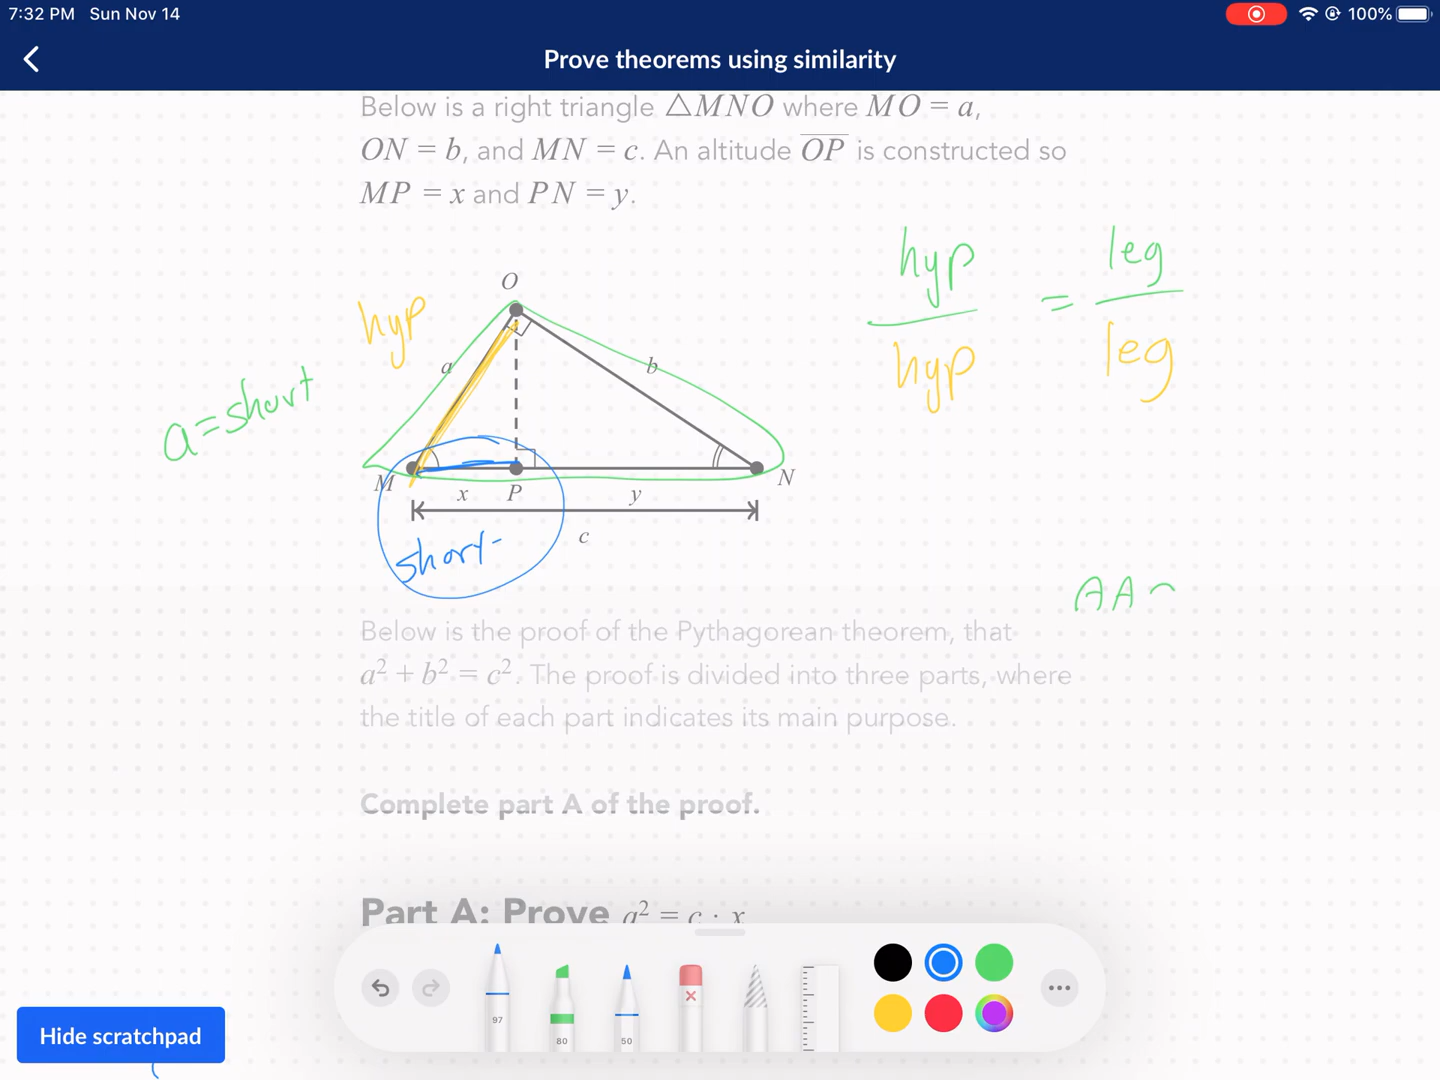 7:32 PM Sun Nov 14
100%
Prove theorems using similarity
Below is a right triangle △MNO where MO = a,
ON = b, and MN = c. An altitude \overline{OP} is constructed so
MP = x and PN = y.
hyp
hyp
=
leg
leg
O
hyp
a
b
a = short
M
x
P
y
N
c
short
AA ~
Below is the proof of the Pythagorean theorem, that
a² + b² = c². The proof is divided into three parts, where
the title of each part indicates its main purpose.
Complete part A of the proof.
Part A: Prove a² = c · x
97
80
50
Hide scratchpad